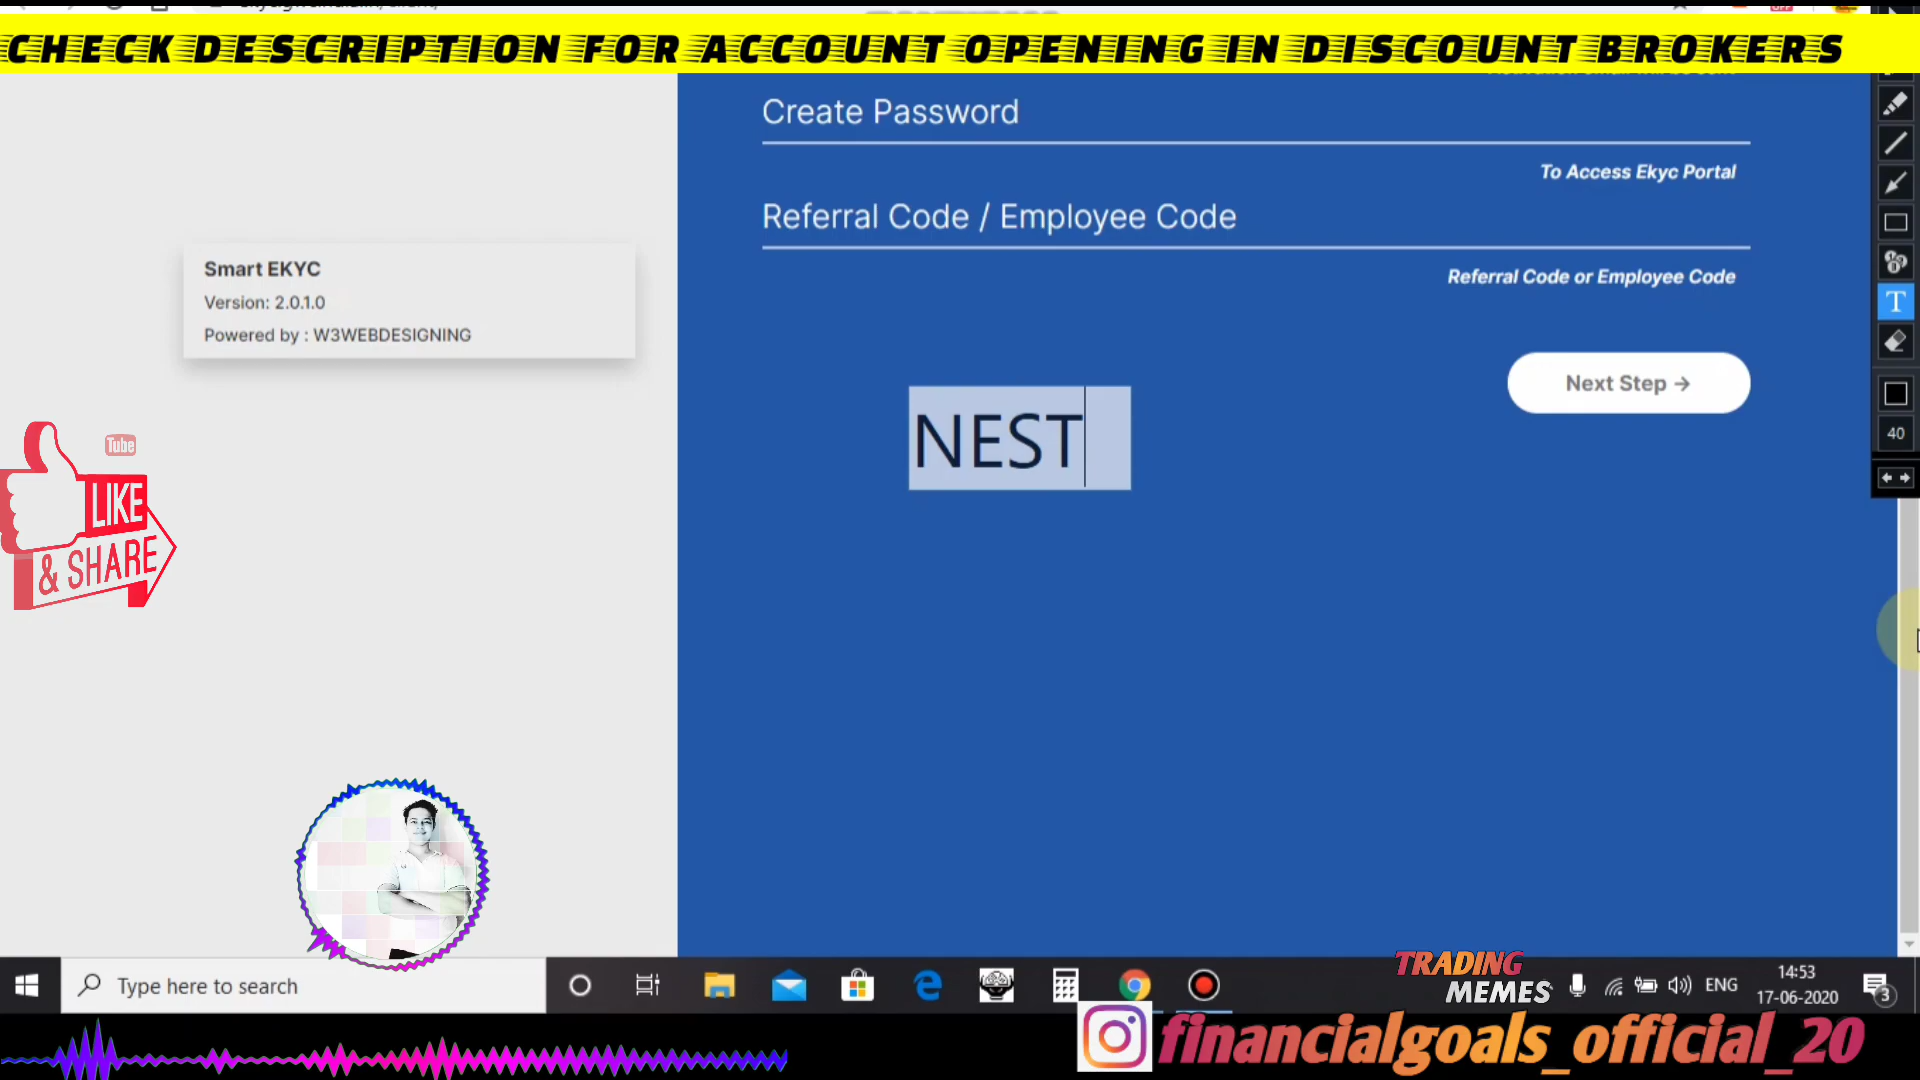 CHECK DESCRIPTION FOR ACCOUNT OPENING IN DISCOUNT BROKERS
Create Password
To Access Ekyc Portal
Referral Code / Employee Code
Referral Code or Employee Code
Smart EKYC
Version: 2.0.1.0
Powered by : W3WEBDESIGNING
Next Step →
NEST
T
40
Tube
LIKE
& SHARE
Type here to search
TRADING
MEMES
ENG
14:53
17-06-2020
3
financialgoals_official_20